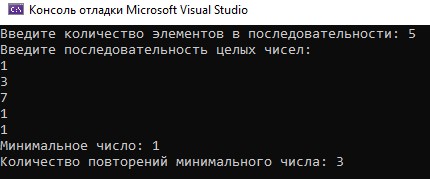 Консоль отладки Microsoft Visual Studio
Введите количество элементов в последовательности: 5
Введите последовательность целых чисел:
1
3
7
1
1
Минимальное число: 1
Количество повторений минимального числа: 3